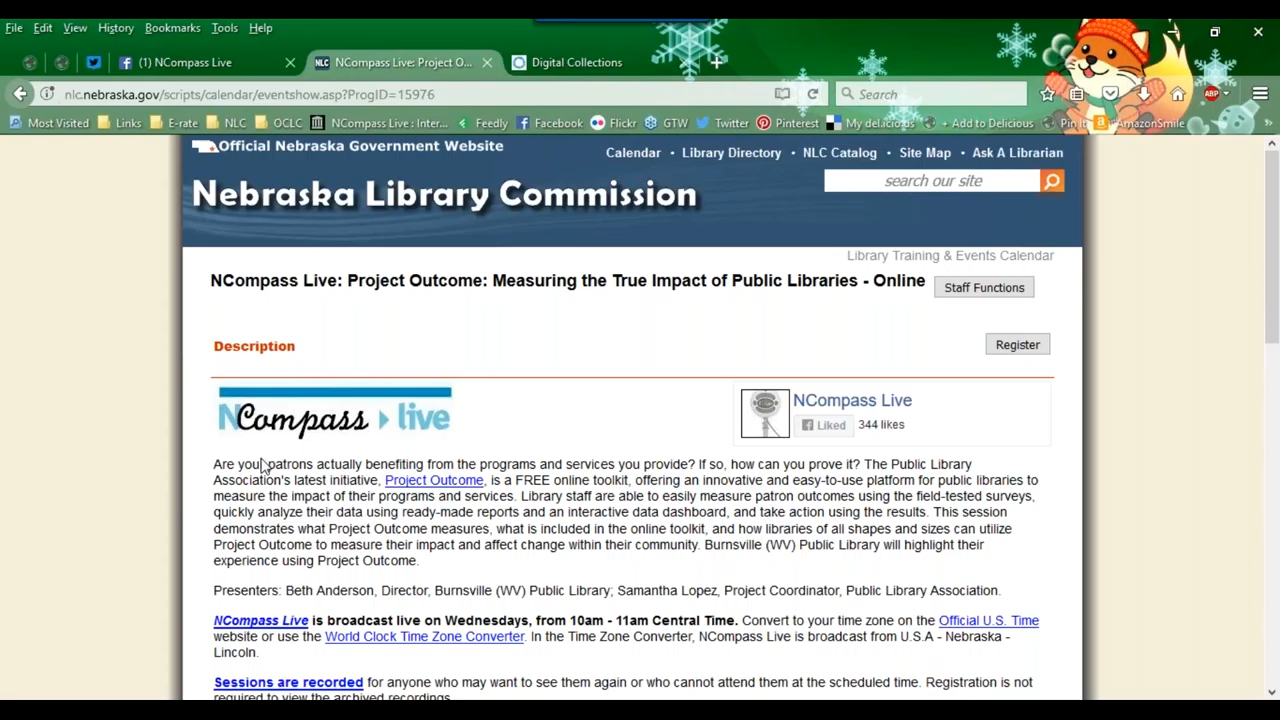 File Edit View History Bookmarks Tools Help
(1) NCompass Live
NLC NCompass Live: Project O...
Digital Collections
nlc.nebraska.gov/scripts/calendar/eventshow.asp?ProgID=15976
Search
ABP
Most Visited Links E-rate NLC OCLC NCompass Live : Inter... Feedly Facebook Flickr GTW Twitter Pinterest My delicious + Add to Delicious Pin It AmazonSmile
Official Nebraska Government Website
Calendar • Library Directory • NLC Catalog • Site Map • Ask A Librarian
Nebraska Library Commission
search our site
Library Training & Events Calendar
NCompass Live: Project Outcome: Measuring the True Impact of Public Libraries - Online
Staff Functions
Description
Register
NCompass live
NCompass Live
Liked 344 likes
Are your patrons actually benefiting from the programs and services you provide? If so, how can you prove it? The Public Library
Association's latest initiative, Project Outcome, is a FREE online toolkit, offering an innovative and easy-to-use platform for public libraries to
measure the impact of their programs and services. Library staff are able to easily measure patron outcomes using the field-tested surveys,
quickly analyze their data using ready-made reports and an interactive data dashboard, and take action using the results. This session
demonstrates what Project Outcome measures, what is included in the online toolkit, and how libraries of all shapes and sizes can utilize
Project Outcome to measure their impact and affect change within their community. Burnsville (WV) Public Library will highlight their
experience using Project Outcome.
Presenters: Beth Anderson, Director, Burnsville (WV) Public Library; Samantha Lopez, Project Coordinator, Public Library Association.
NCompass Live is broadcast live on Wednesdays, from 10am - 11am Central Time. Convert to your time zone on the Official U.S. Time
website or use the World Clock Time Zone Converter. In the Time Zone Converter, NCompass Live is broadcast from U.S.A - Nebraska -
Lincoln.
Sessions are recorded for anyone who may want to see them again or who cannot attend them at the scheduled time. Registration is not
required to view the archived recordings.